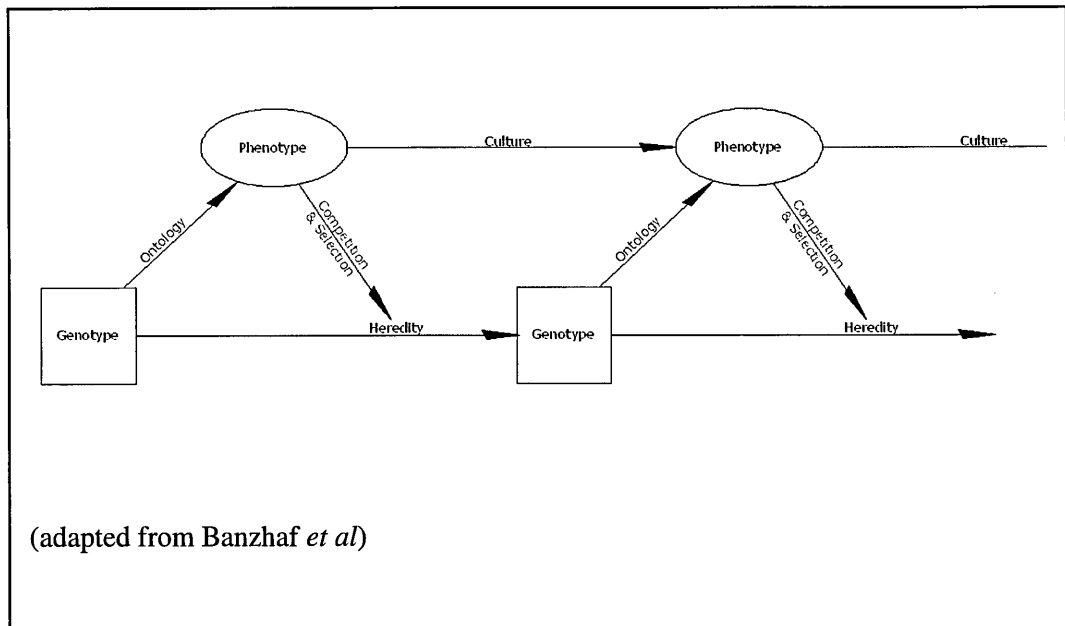 Phenotype
Culture
Phenotype
Culture
Ontology
Competition
& Selection
Ontology
Competition
& Selection
Genotype
Heredity
Genotype
Heredity
(adapted from Banzhaf et al)